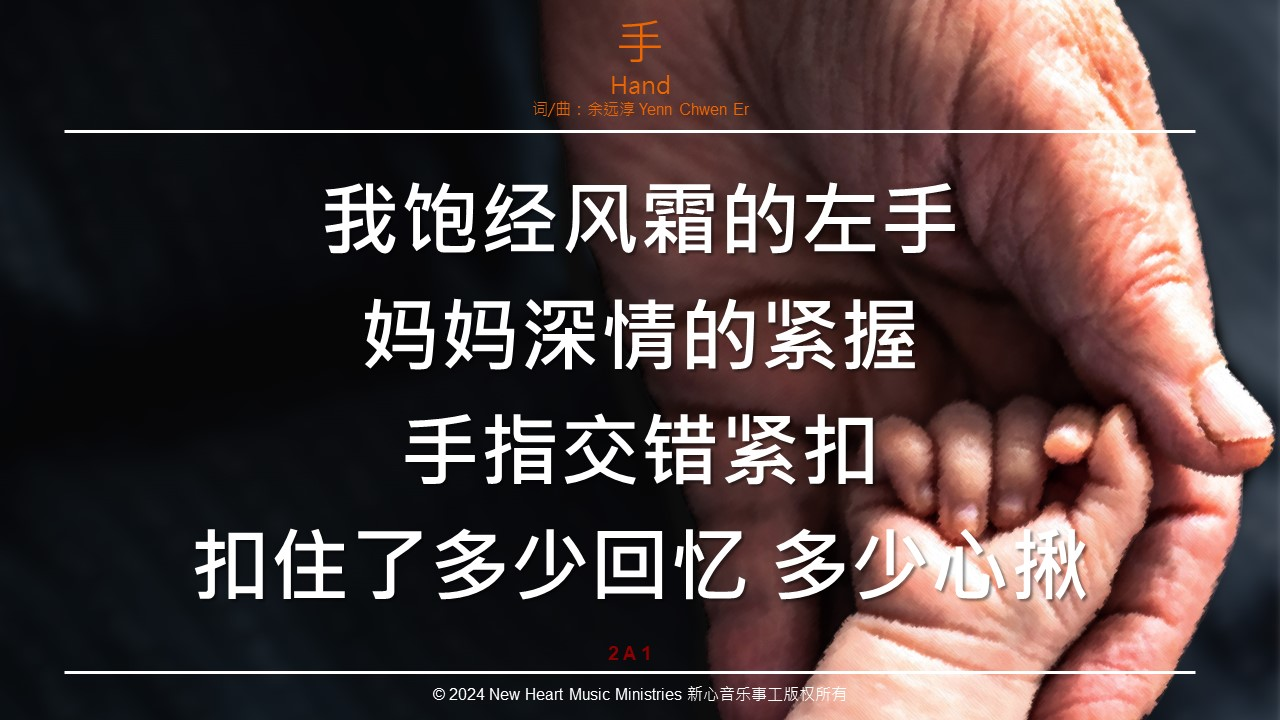 手
Hand
词/曲：余远淳 Yenn Chwen Er
我饱经风霜的左手
妈妈深情的紧握
手指交错紧扣
扣住了多少回忆 多少心揪
2A1
© 2024 New Heart Music Ministries 新心音乐事工版权所有